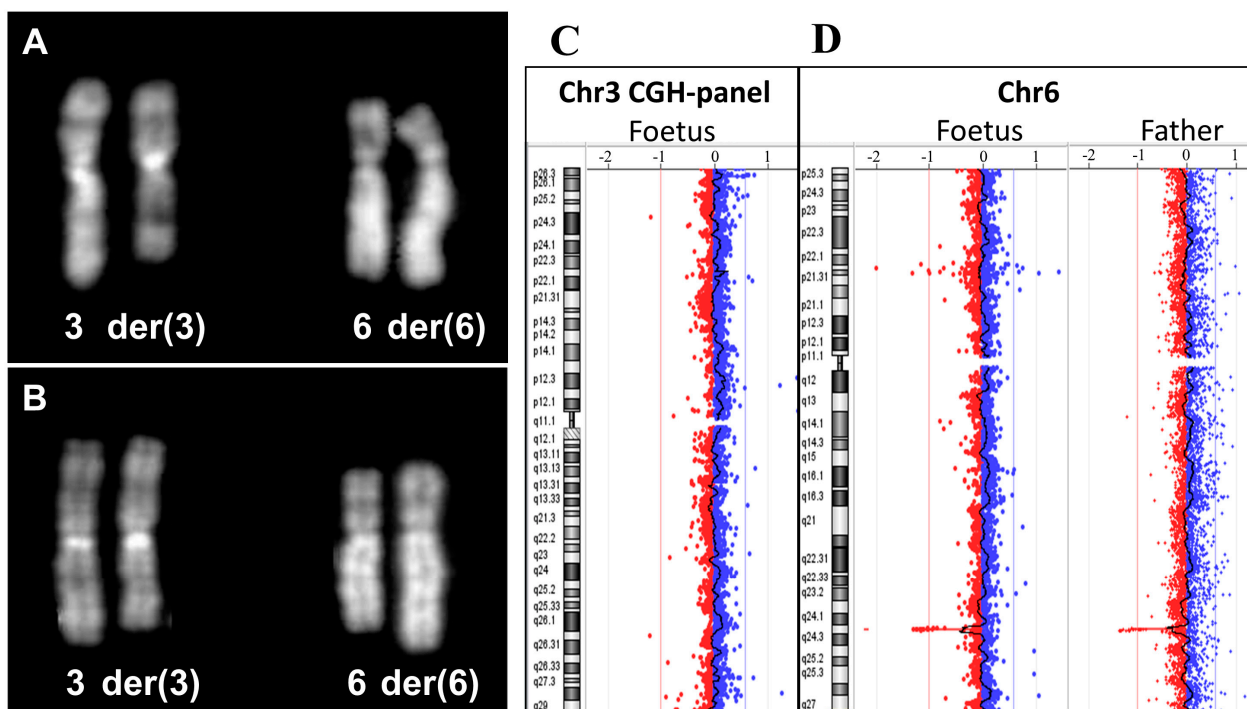 A
3 der(3) 6 der(6)
B
3 der(3) 6 der(6)
C
Chr3 CGH-panel
Foetus
-2 -1 0 1
p26.3
p26.1
p25.2
p24.3
p24.1
p22.3
p22.1
p21.31
p14.3
p14.2
p14.1
p12.3
p12.1
q11.1
q12.1
q13.11
q13.13
q13.31
q13.33
q21.3
q22.2
q23
q24
q25.2
q25.33
q26.1
q26.31
q26.33
q27.3
q29
D
Chr6
Foetus Father
-2 -1 0 1 -2 -1 0 1
p25.3
p24.3
p23
p22.3
p22.1
p21.31
p21.1
p12.3
p12.1
p11.1
q12
q13
q14.1
q14.3
q15
q16.1
q16.3
q21
q22.31
q22.33
q23.2
q24.1
q24.3
q25.2
q25.3
q27